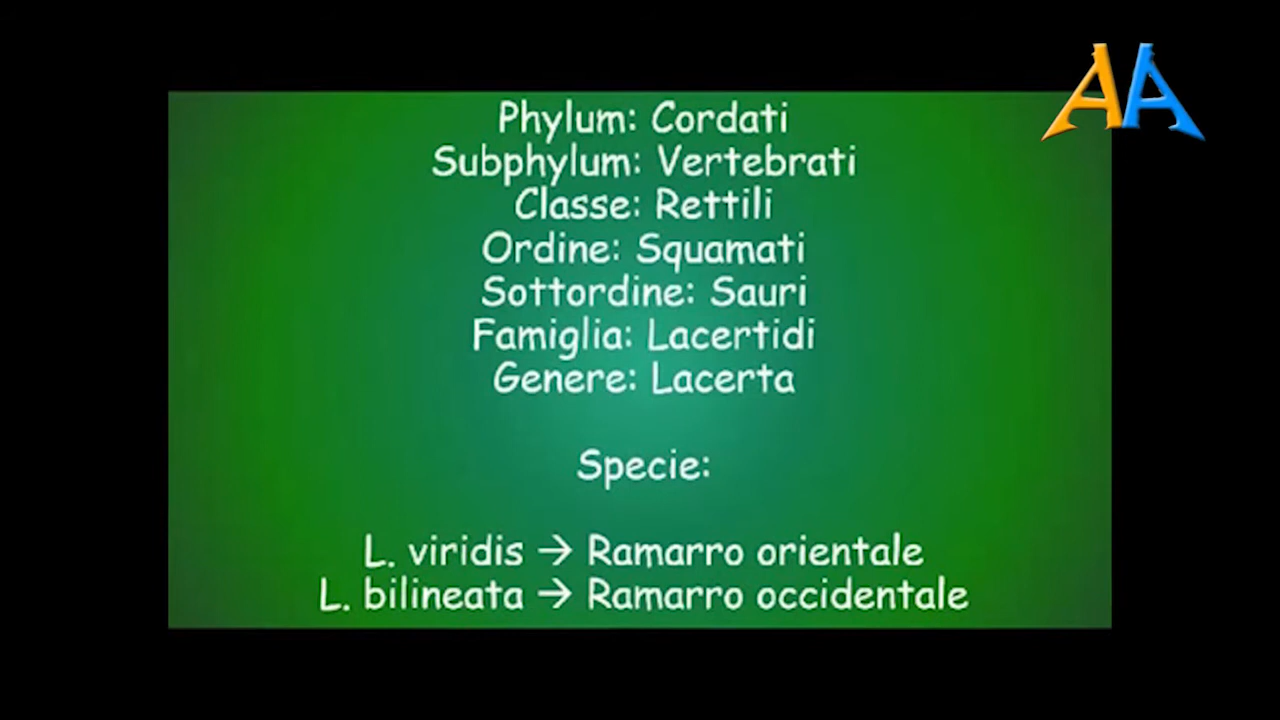 AA
Phylum: Cordati
Subphylum: Vertebrati
Classe: Rettili
Ordine: Squamati
Sottordine: Sauri
Famiglia: Lacertidi
Genere: Lacerta
Specie:
L. viridis → Ramarro orientale
L. bilineata → Ramarro occidentale